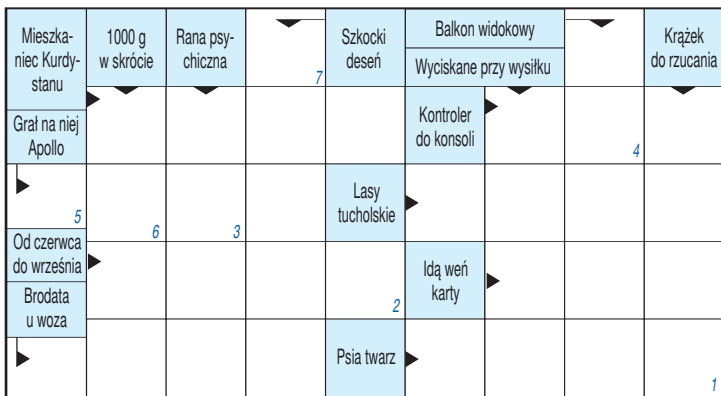 Mieszka-
niec Kurdy-
stanu
1000 g
w skrócie
Rana psy-
chiczna
7
Szkocki
deseń
Balkon widokowy
Wyciskane przy wysiłku
Krążek
do rzucania
Grał na niej
Apollo
Kontroler
do konsoli
4
5
6
3
Lasy
tucholskie
Od czerwca
do września
2
Idą weń
karty
Brodata
u woza
Psia twarz
1